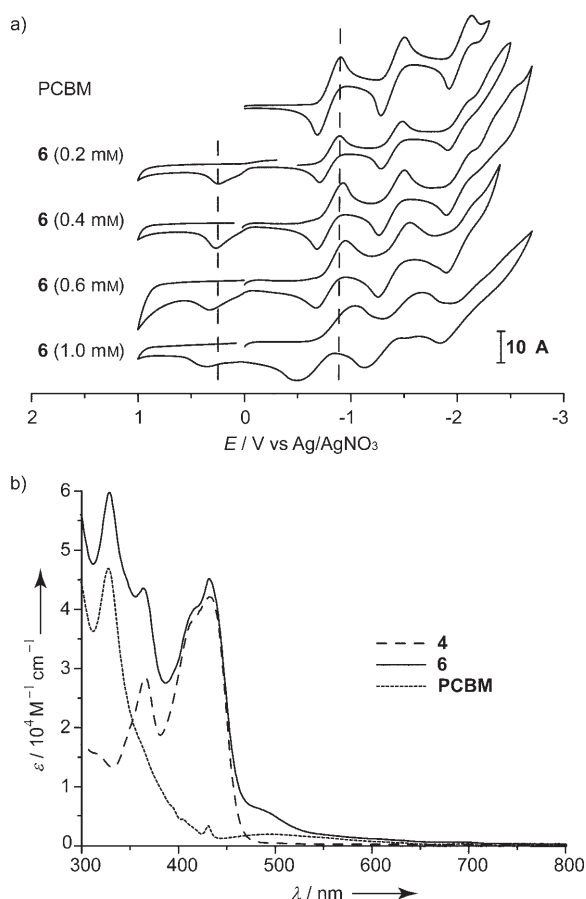 a)
PCBM
6 (0.2 mM)
6 (0.4 mM)
6 (0.6 mM)
6 (1.0 mM)
10 A
2 1 0 -1 -2 -3
E / V vs Ag/AgNO₃
b)
6
5
4
3
2
1
0
ε / 10⁴ M⁻¹ cm⁻¹
4
6
PCBM
300 400 500 600 700 800
λ / nm